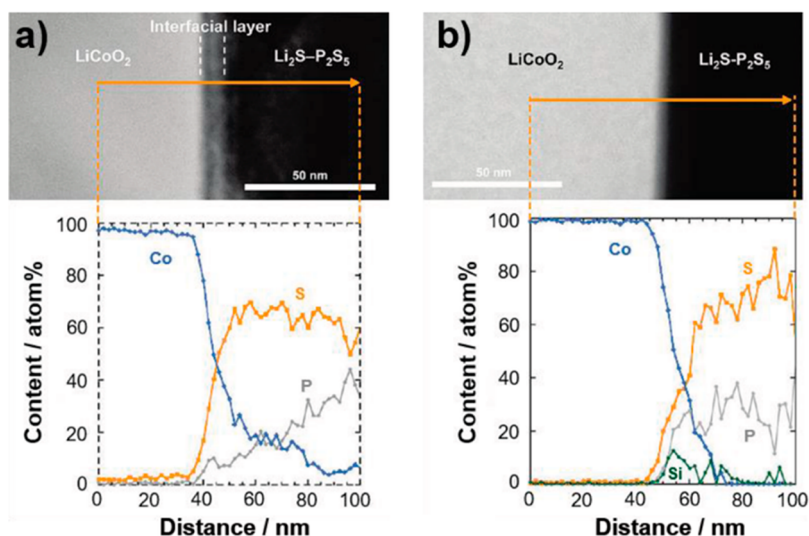 a)
Interfacial layer
LiCoO₂
Li₂S–P₂S₅
50 nm
100
80
60
40
20
0
Content / atom%
Co
S
P
0 20 40 60 80 100
Distance / nm
b)
LiCoO₂
Li₂S-P₂S₅
50 nm
100
80
60
40
20
0
Content / atom%
Co
S
P
Si
0 20 40 60 80 100
Distance / nm